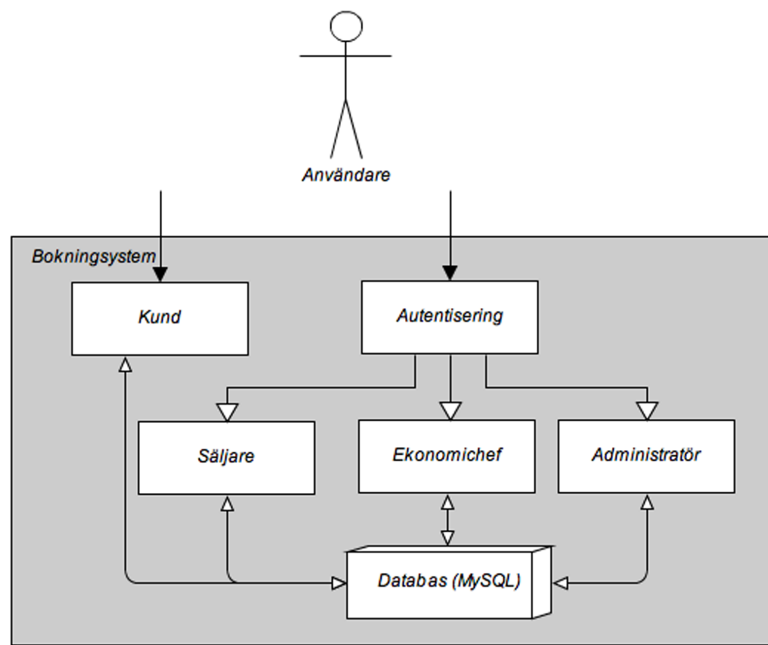 Användare
Bokningsystem
Kund
Autentisering
Säljare
Ekonomichef
Administratör
Databas (MySQL)